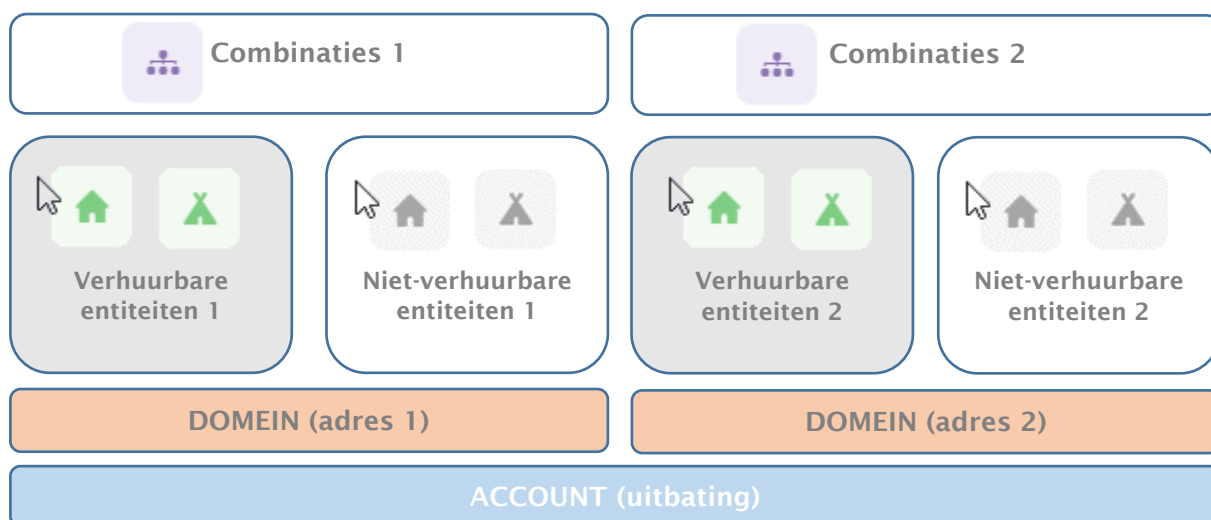 Combinaties 1
Combinaties 2
Verhuurbare
entiteiten 1
Niet-verhuurbare
entiteiten 1
Verhuurbare
entiteiten 2
Niet-verhuurbare
entiteiten 2
DOMEIN (adres 1)
DOMEIN (adres 2)
ACCOUNT (uitbating)